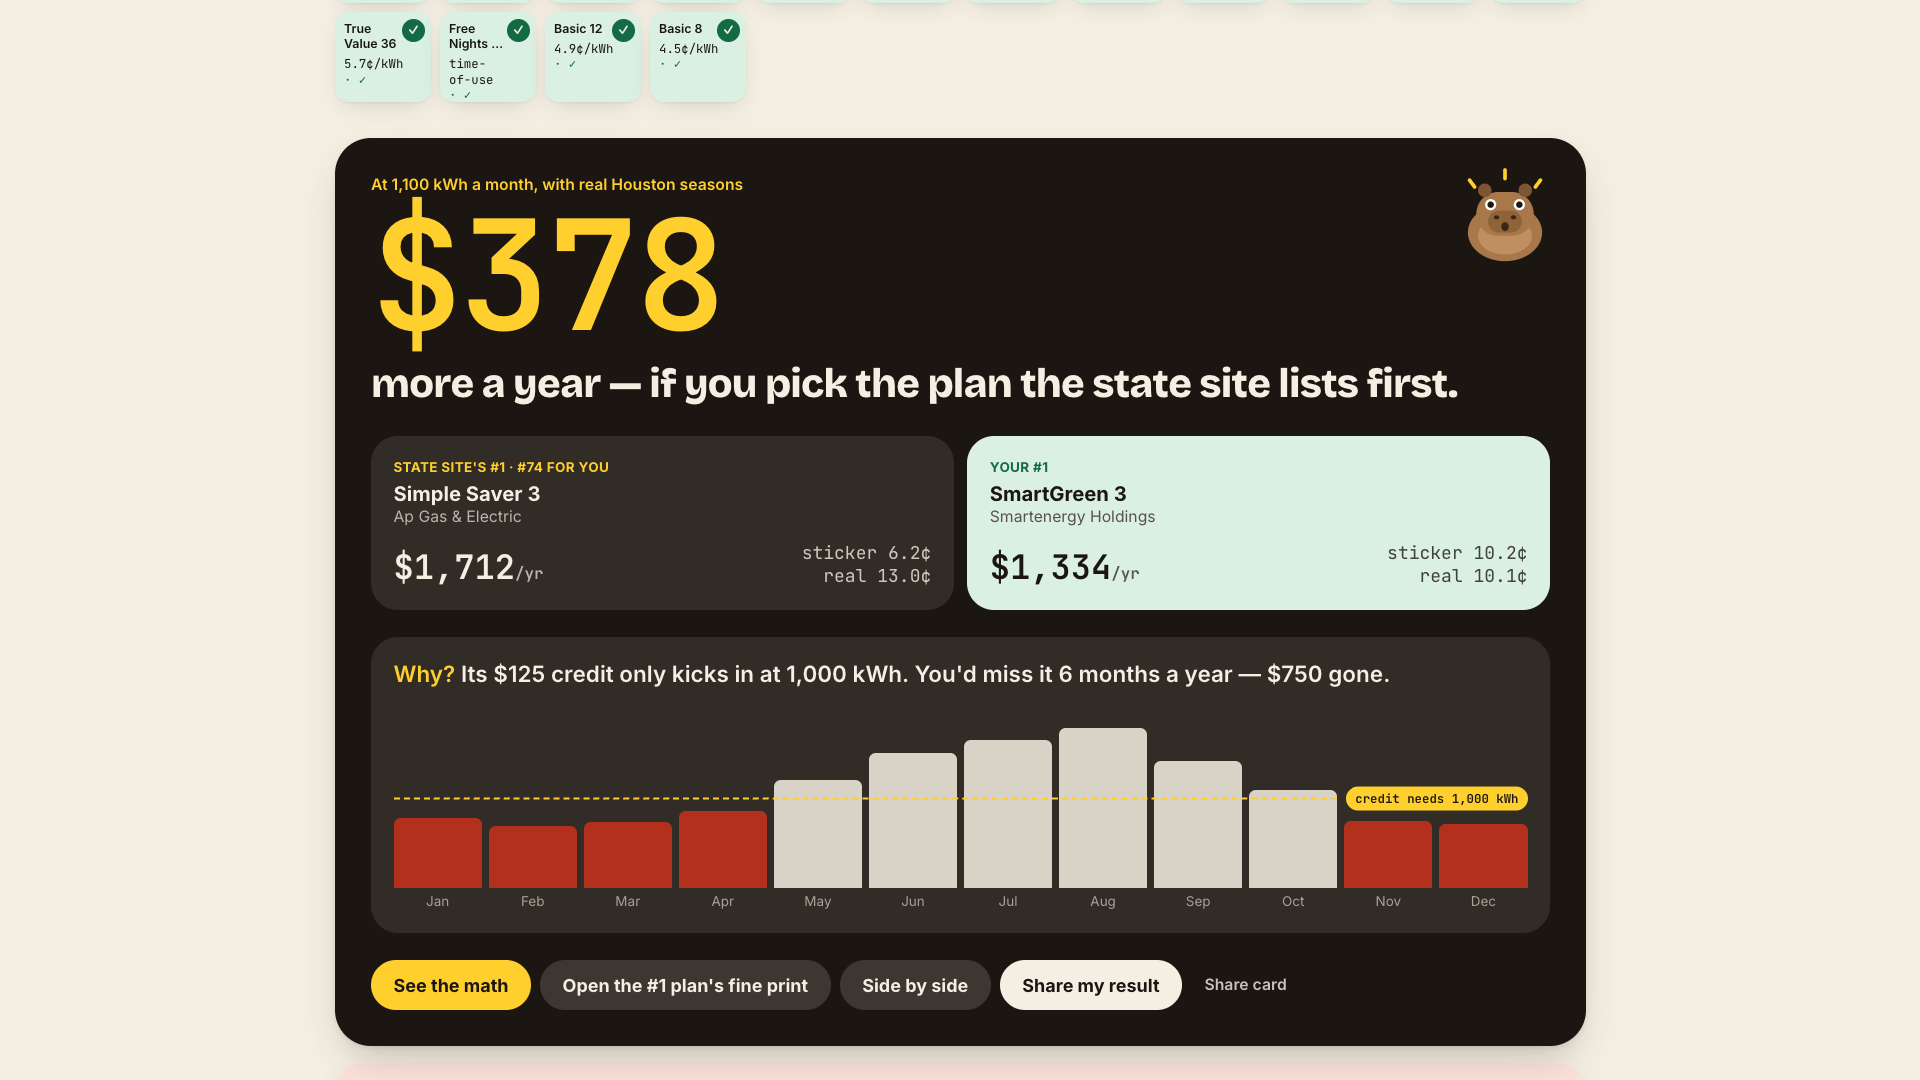 True
Value 36
5.7¢/kWh
· ✓
Free
Nights ...
time-
of-use
· ✓
Basic 12
4.9¢/kWh
· ✓
Basic 8
4.5¢/kWh
· ✓
At 1,100 kWh a month, with real Houston seasons
$378
more a year — if you pick the plan the state site lists first.
STATE SITE'S #1 · #74 FOR YOU
Simple Saver 3
Ap Gas & Electric
$1,712/yr
sticker 6.2¢
real 13.0¢
YOUR #1
SmartGreen 3
Smartenergy Holdings
$1,334/yr
sticker 10.2¢
real 10.1¢
Why? Its $125 credit only kicks in at 1,000 kWh. You'd miss it 6 months a year — $750 gone.
credit needs 1,000 kWh
Jan Feb Mar Apr May Jun Jul Aug Sep Oct Nov Dec
See the math
Open the #1 plan's fine print
Side by side
Share my result
Share card